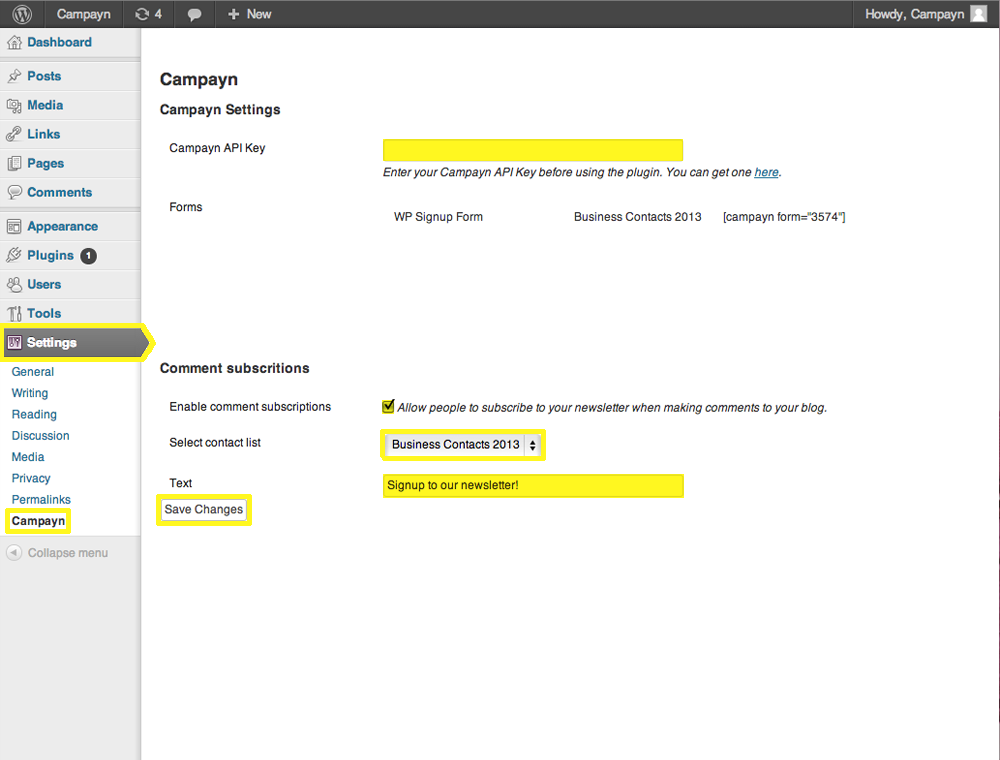 Campayn 4 + New Howdy, Campayn
Dashboard
Posts
Media
Links
Pages
Comments
Appearance
Plugins 1
Users
Tools
Settings
General
Writing
Reading
Discussion
Media
Privacy
Permalinks
Campayn
Collapse menu
Campayn
Campayn Settings
Campayn API Key
Enter your Campayn API Key before using the plugin. You can get one here.
Forms WP Signup Form Business Contacts 2013 [campayn form="3574"]
Comment subscritions
Enable comment subscriptions Allow people to subscribe to your newsletter when making comments to your blog.
Select contact list Business Contacts 2013
Text Signup to our newsletter!
Save Changes